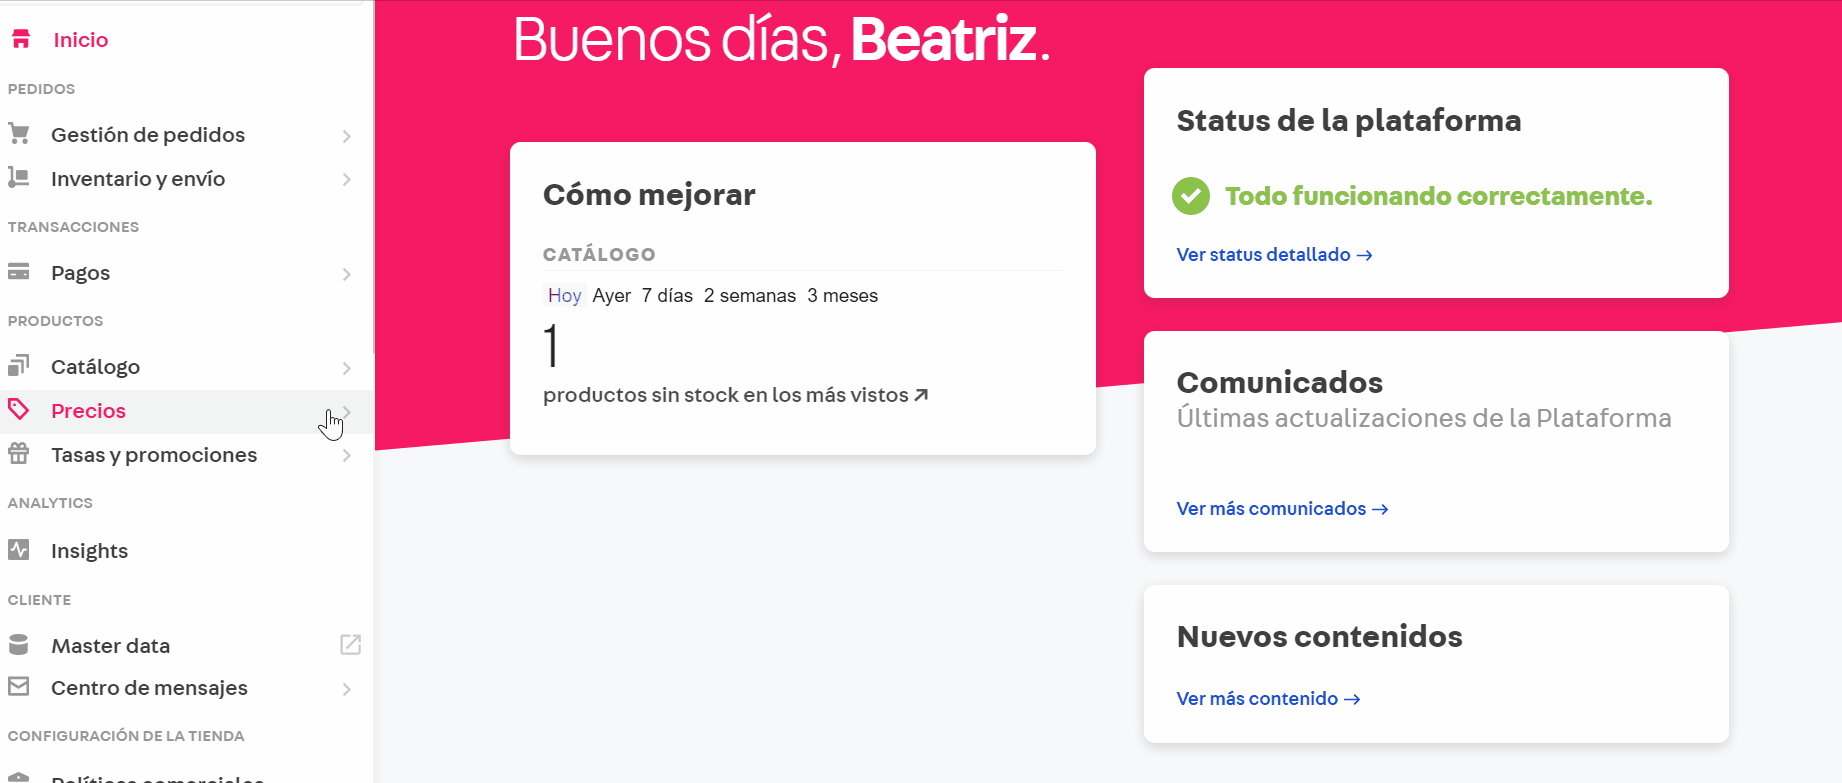 Inicio
PEDIDOS
Gestión de pedidos
Inventario y envío
TRANSACCIONES
Pagos
PRODUCTOS
Catálogo
Precios
Tasas y promociones
ANALYTICS
Insights
CLIENTE
Master data
Centro de mensajes
CONFIGURACIÓN DE LA TIENDA
Políticas comerciales
Buenos días, Beatriz.
Cómo mejorar
CATÁLOGO
Hoy Ayer 7 días 2 semanas 3 meses
1
productos sin stock en los más vistos
Status de la plataforma
Todo funcionando correctamente.
Ver status detallado →
Comunicados
Últimas actualizaciones de la Plataforma
Ver más comunicados →
Nuevos contenidos
Ver más contenido →